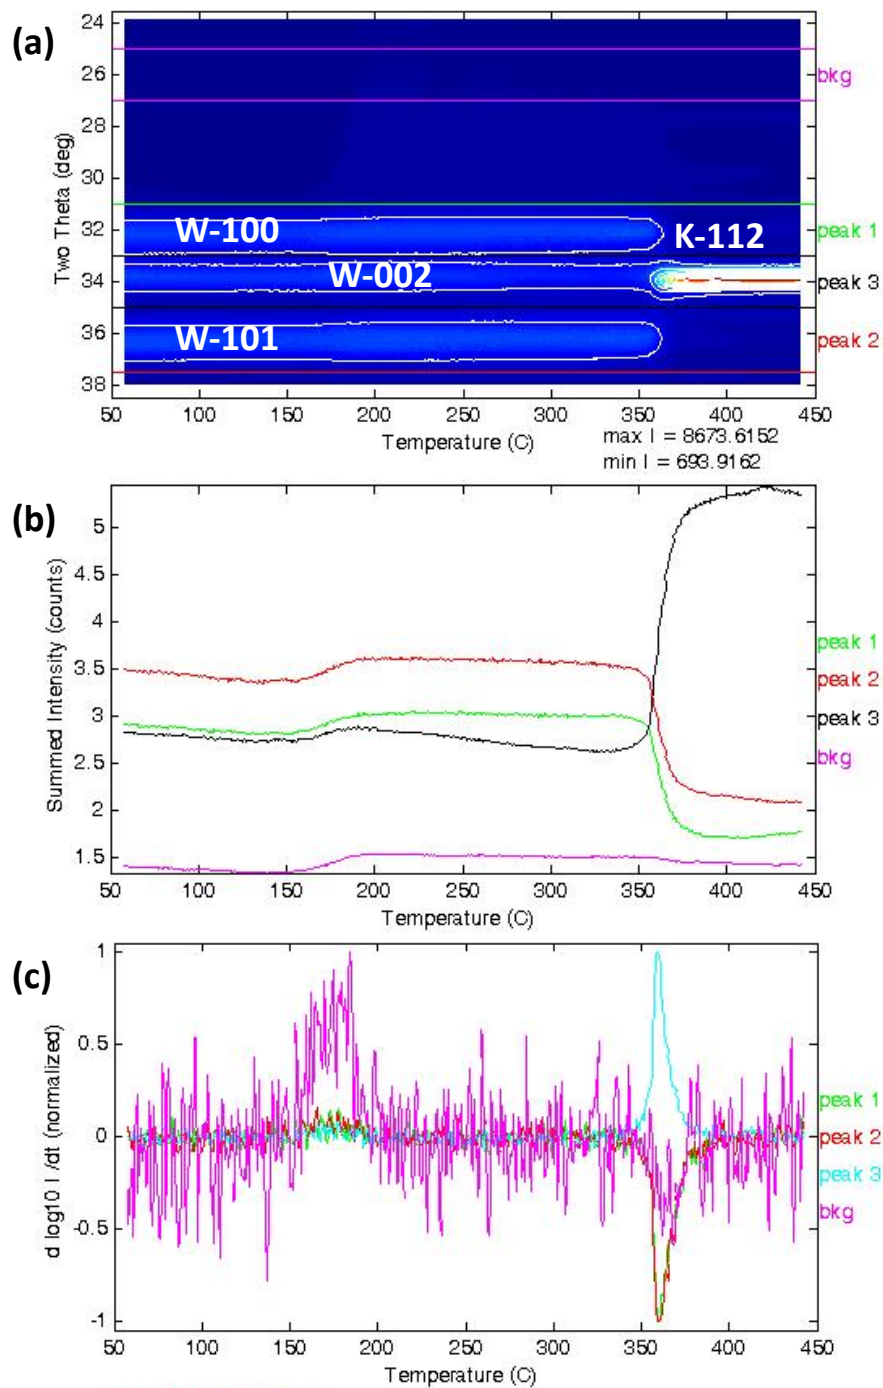 (a)
24
26
28
30
32
34
36
38
Two Theta (deg)
bkg
W-100
K-112
peak 1
W-002
peak 3
W-101
peak 2
50 100 150 200 250 300 350 400 450
Temperature (C)
max I = 8673.6152
min I = 693.9162
(b)
5
4.5
4
3.5
3
2.5
2
1.5
Summed Intensity (counts)
peak 1
peak 2
peak 3
bkg
50 100 150 200 250 300 350 400 450
Temperature (C)
(c)
1
0.5
0
-0.5
-1
d log10 I /dt (normalized)
peak 1
peak 2
peak 3
bkg
50 100 150 200 250 300 350 400 450
Temperature (C)